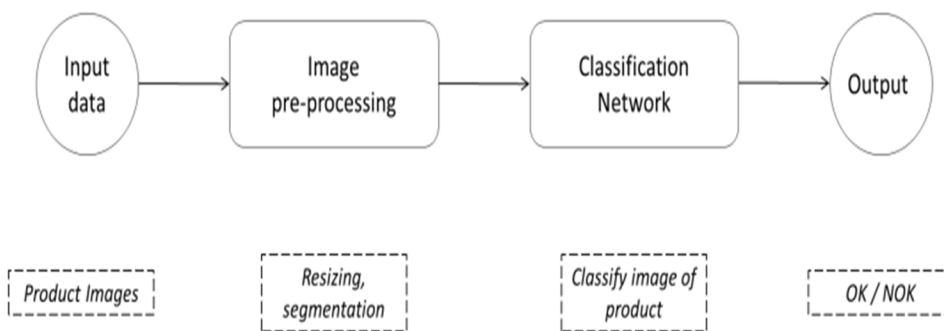 Input
data
Image
pre-processing
Classification
Network
Output
Product Images
Resizing,
segmentation
Classify image of
product
OK / NOK